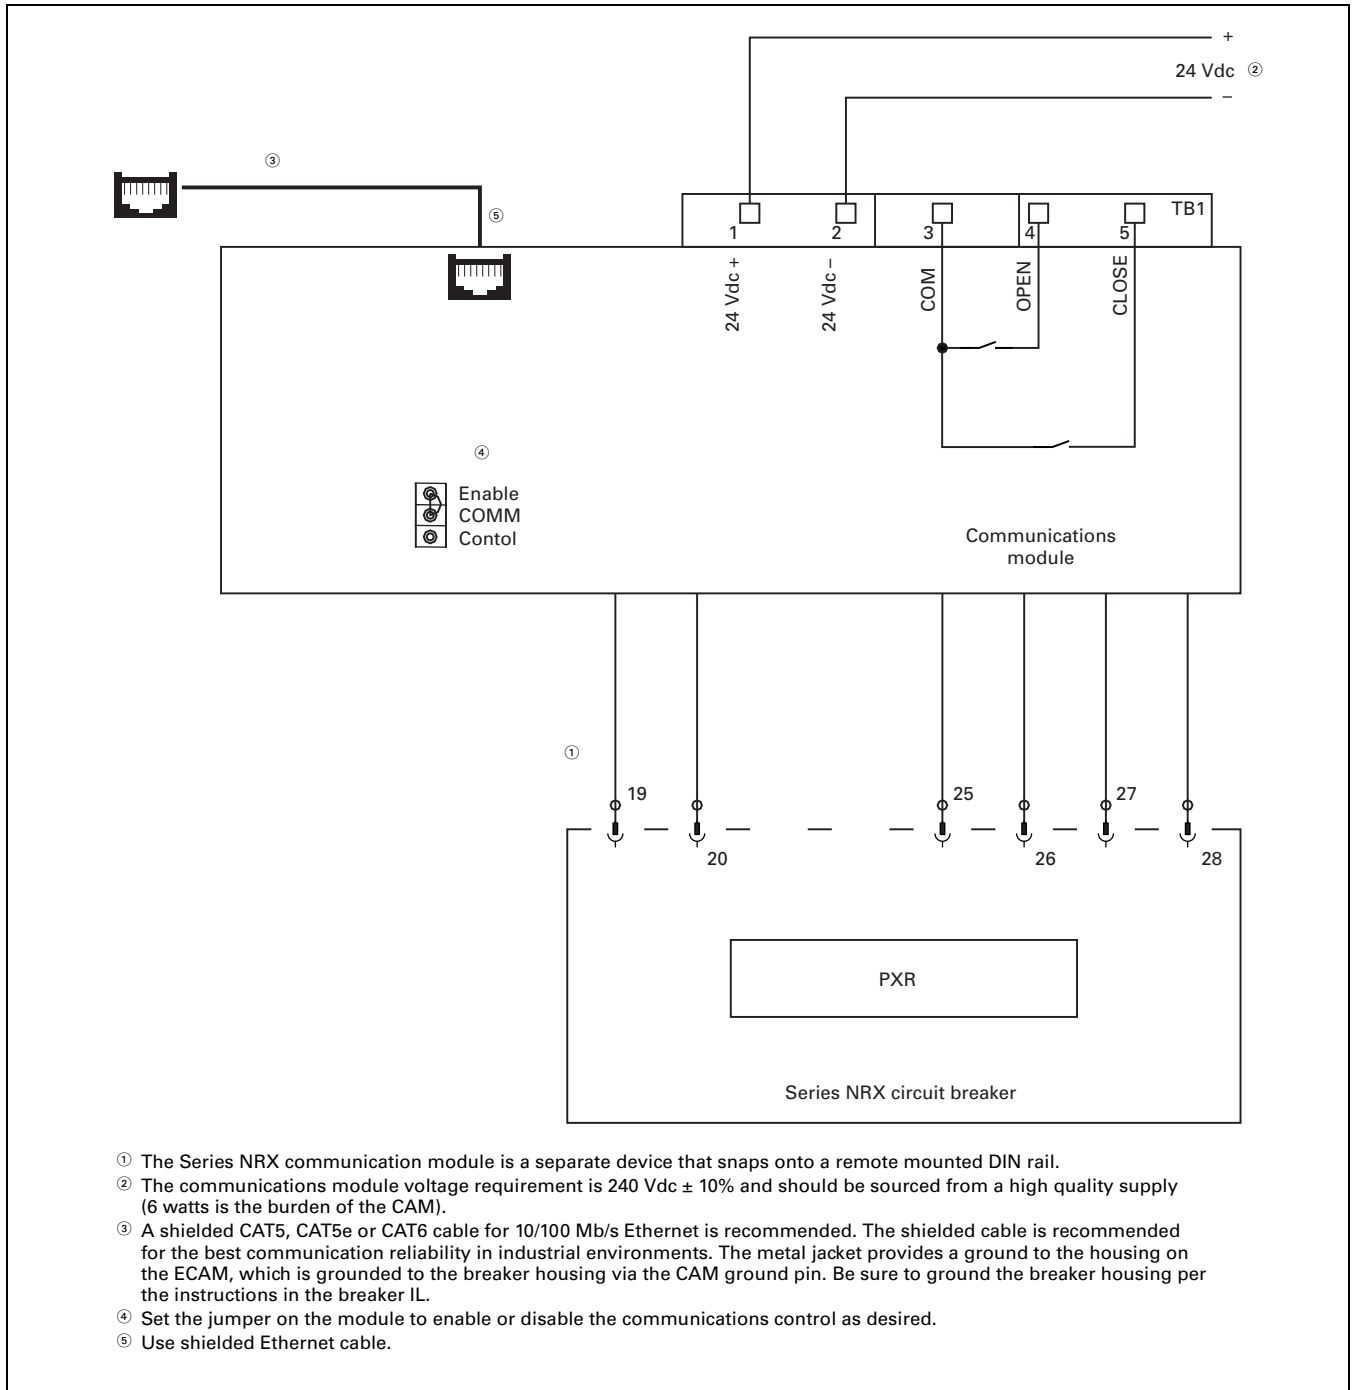 +
24 Vdc ②
–
③
⑤
TB1
1 2 3 4 5
24 Vdc +
24 Vdc –
COM
OPEN
CLOSE
④
Enable
COMM
Contol
Communications
module
①
19 25 27
20 26 28
PXR
Series NRX circuit breaker
① The Series NRX communication module is a separate device that snaps onto a remote mounted DIN rail.
② The communications module voltage requirement is 240 Vdc ± 10% and should be sourced from a high quality supply
(6 watts is the burden of the CAM).
③ A shielded CAT5, CAT5e or CAT6 cable for 10/100 Mb/s Ethernet is recommended. The shielded cable is recommended
for the best communication reliability in industrial environments. The metal jacket provides a ground to the housing on
the ECAM, which is grounded to the breaker housing via the CAM ground pin. Be sure to ground the breaker housing per
the instructions in the breaker IL.
④ Set the jumper on the module to enable or disable the communications control as desired.
⑤ Use shielded Ethernet cable.